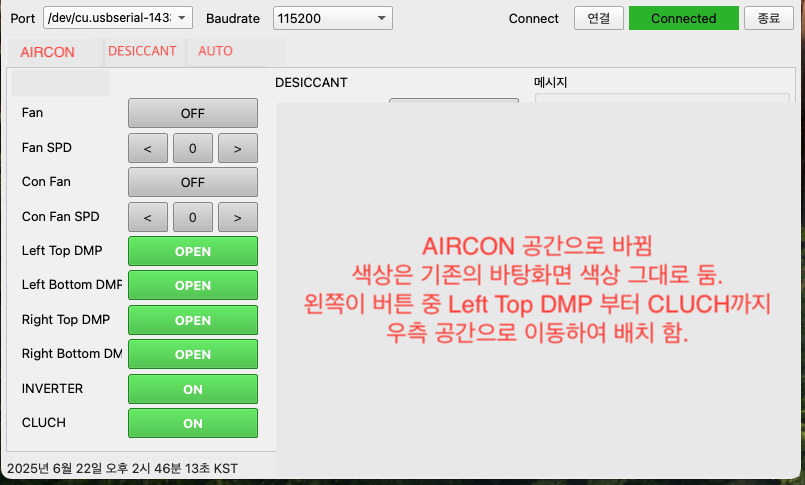 Port /dev/cu.usbserial-143: Baudrate 115200 Connect 연결 Connected 종료
AIRCON DESICCANT AUTO
DESICCANT 메시지
Fan OFF
Fan SPD < 0 >
Con Fan OFF
Con Fan SPD < 0 >
Left Top DMP OPEN
Left Bottom DMP OPEN
Right Top DMP OPEN
Right Bottom DM OPEN
INVERTER ON
CLUCH ON
AIRCON 공간으로 바뀜
색상은 기존의 바탕화면 색상 그대로 둠.
왼쪽이 버튼 중 Left Top DMP 부터 CLUCH까지
우측 공간으로 이동하여 배치 함.
2025년 6월 22일 오후 2시 46분 13초 KST